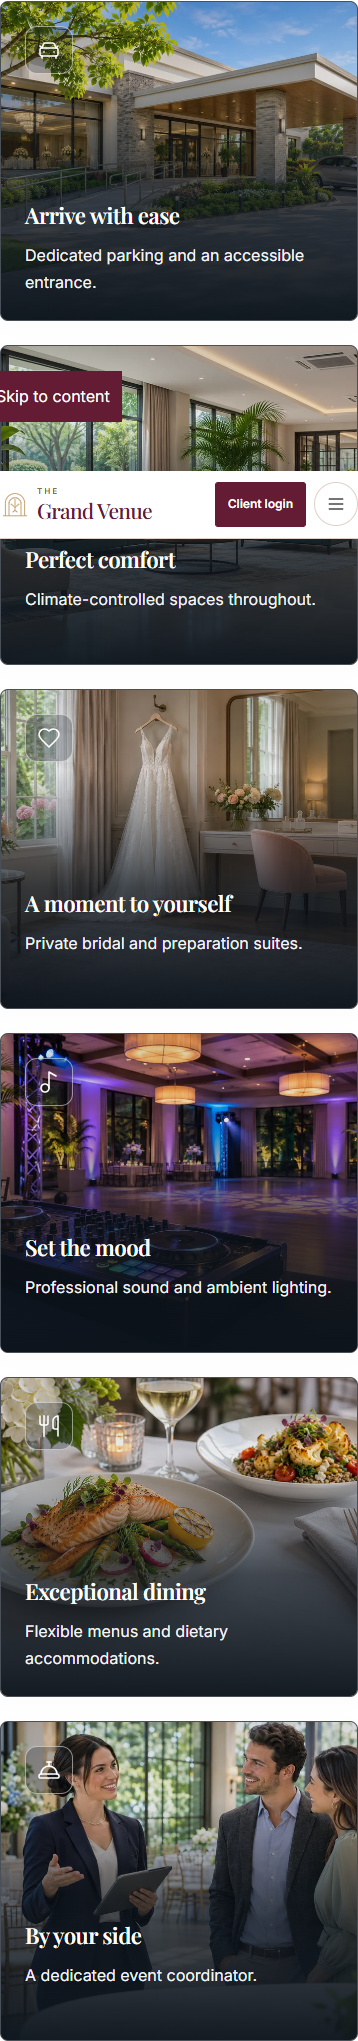 Arrive with ease
Dedicated parking and an accessible
entrance.
Skip to content
THE
Grand Venue
Client login
Perfect comfort
Climate-controlled spaces throughout.
A moment to yourself
Private bridal and preparation suites.
Set the mood
Professional sound and ambient lighting.
Exceptional dining
Flexible menus and dietary
accommodations.
By your side
A dedicated event coordinator.